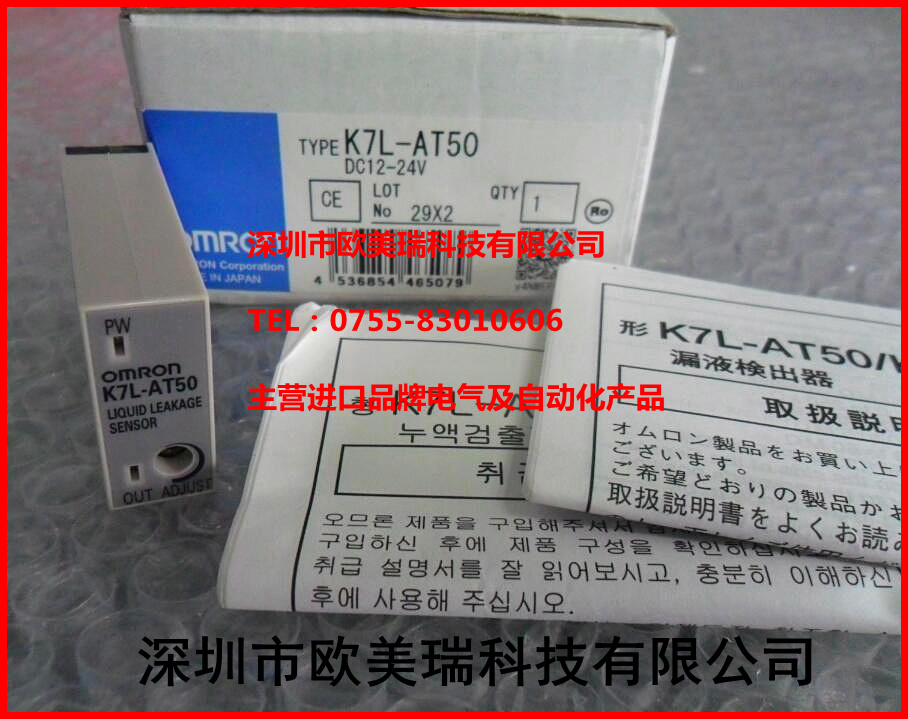 TYPE K7L-AT50
DC12-24V
CE
LOT
No 29X2
QTY 1
OMRON
Corporation
IN JAPAN
4 536854 465079
深圳市欧美瑞科技有限公司
TEL：0755-83010606
主营进口品牌电气及自动化产品
PW
OMRON
K7L-AT50
LIQUID LEAKAGE
SENSOR
OUT ADJUST
형 K7L-A
누액검출
취급
오므론 제품을 구입해주셔서
구입하신 후에 제품 구성을 확인하십시오
취급 설명서를 잘 읽어보시고, 충분히 이해하신
후에 사용해 주십시오.
形 K7L-AT50/
漏液検出器
取扱説明
オムロン製品をお買い上
ございます。
ご希望どおりの製品かお
取扱説明書をよくお読み
深圳市欧美瑞科技有限公司